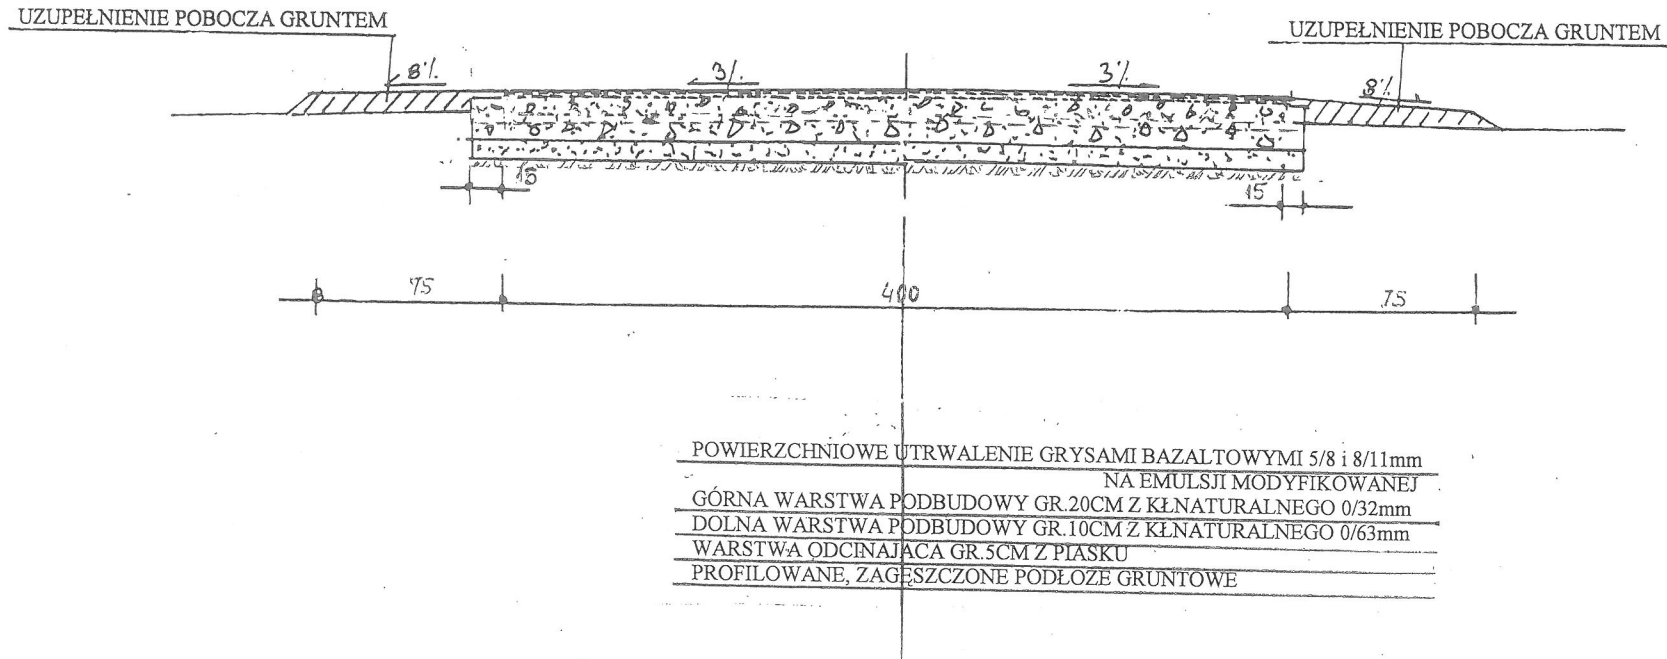 UZUPEŁNIENIE POBOCZA GRUNTEM
UZUPEŁNIENIE POBOCZA GRUNTEM
8%
3%
3%
8%
15
15
75
400
75
POWIERZCHNIOWE UTRWALENIE GRYSAMI BAZALTOWYMI 5/8 i 8/11mm
NA EMULSJI MODYFIKOWANEJ
GÓRNA WARSTWA PODBUDOWY GR.20CM Z KŁNATURALNEGO 0/32mm
DOLNA WARSTWA PODBUDOWY GR.10CM Z KŁNATURALNEGO 0/63mm
WARSTWA ODCINAJĄCA GR.5CM Z PIASKU
PROFILOWANE, ZAGĘSZCZONE PODŁOŻE GRUNTOWE